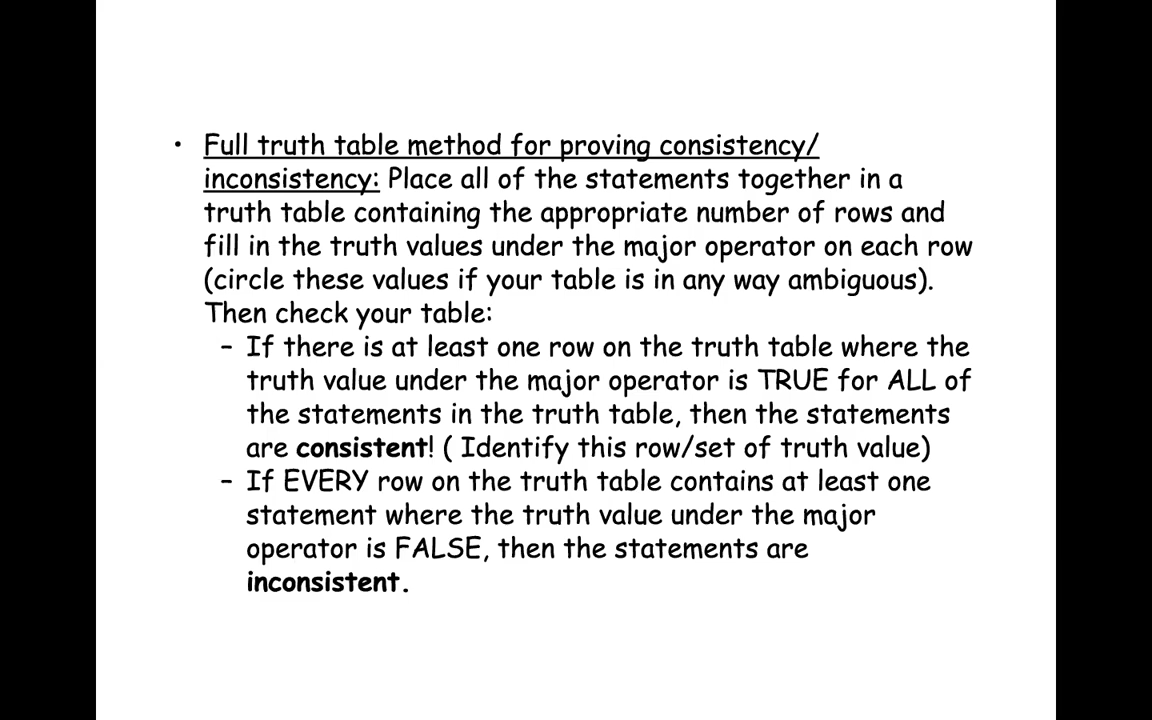 • Full truth table method for proving consistency/
inconsistency: Place all of the statements together in a
truth table containing the appropriate number of rows and
fill in the truth values under the major operator on each row
(circle these values if your table is in any way ambiguous).
Then check your table:
– If there is at least one row on the truth table where the
truth value under the major operator is TRUE for ALL of
the statements in the truth table, then the statements
are consistent! ( Identify this row/set of truth value)
– If EVERY row on the truth table contains at least one
statement where the truth value under the major
operator is FALSE, then the statements are
inconsistent.